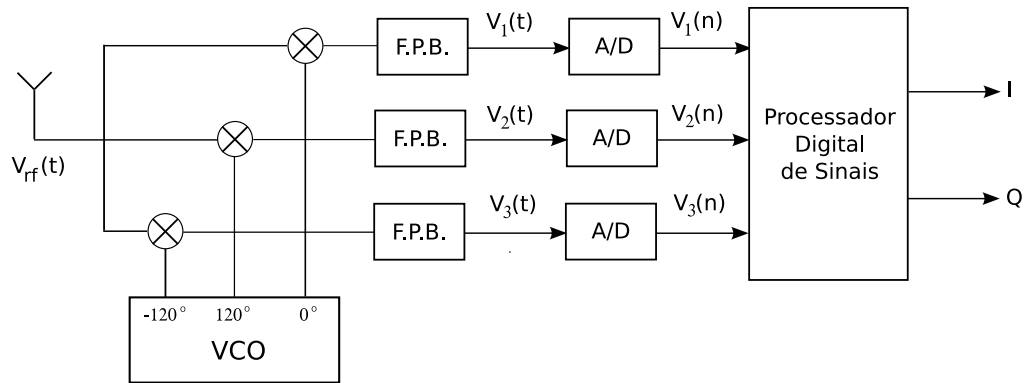 F.P.B.
V₁(t)
A/D
V₁(n)
Vrf(t)
F.P.B.
V₂(t)
A/D
V₂(n)
F.P.B.
V₃(t)
A/D
V₃(n)
Processador
Digital
de Sinais
I
Q
-120° 120° 0°
VCO